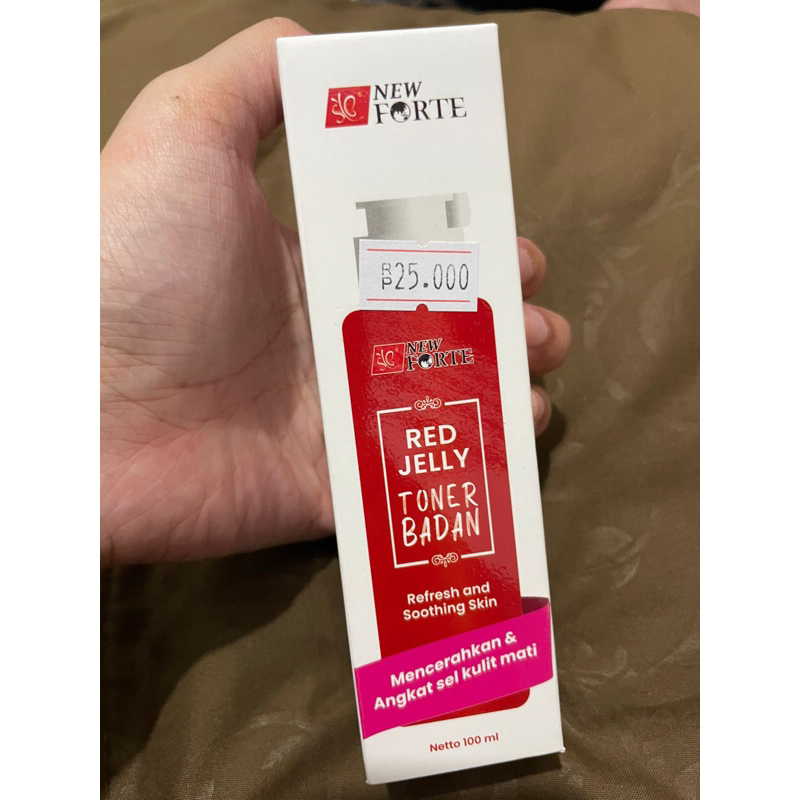 NEW
FORTE
RP25.000
NEW
FORTE
RED
JELLY
TONER
BADAN
Refresh and
Soothing Skin
Mencerahkan &
Angkat sel kulit mati
Netto 100 ml